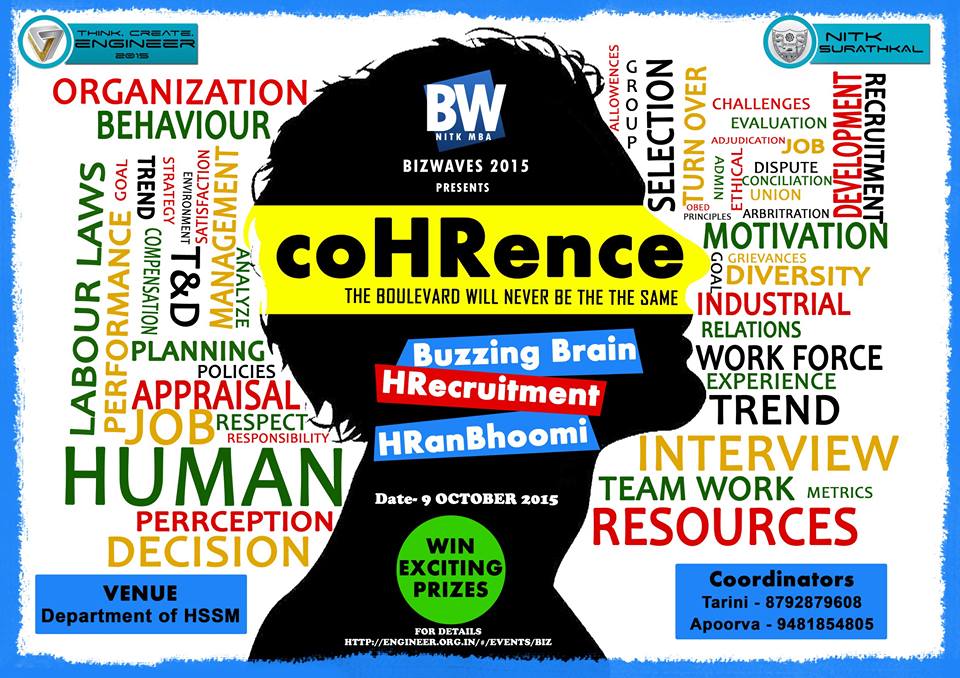 THINK, CREATE,
ENGINEER
2015
NITK
SURATHKAL
ORGANIZATION
BEHAVIOUR
LABOUR LAWS
PERFORMANCE
GOAL
TREND
COMPENSATION
STRATEGY
ENVIRONMENT
T&D
SATISFACTION
MANAGEMENT
ANALYZE
PLANNING
POLICIES
APPRAISAL
JOB
RESPECT
RESPONSIBILITY
HUMAN
PERRCEPTION
DECISION
VENUE
Department of HSSM
BW
NITK MBA
BIZWAVES 2015
PRESENTS
coHRence
THE BOULEVARD WILL NEVER BE THE THE SAME
Buzzing Brain
HRecruitment
HRanBhoomi
Date- 9 OCTOBER 2015
WIN
EXCITING
PRIZES
FOR DETAILS
HTTP://ENGINEER.ORG.IN/#/EVENTS/BIZ
ALLOWENCES
GROUP
SELECTION
TURN OVER
CHALLENGES
EVALUATION
ADJUDICATION
JOB
ADMIN
ETHICAL
DISPUTE
CONCILIATION
UNION
OBED
PRINCIPLES
ARBRITRATION
DEVELOPMENT
RECRUITMENT
MOTIVATION
GOAL
GRIEVANCES
DIVERSITY
INDUSTRIAL
RELATIONS
WORK FORCE
EXPERIENCE
TREND
INTERVIEW
TEAM WORK
METRICS
RESOURCES
Coordinators
Tarini - 8792879608
Apoorva - 9481854805